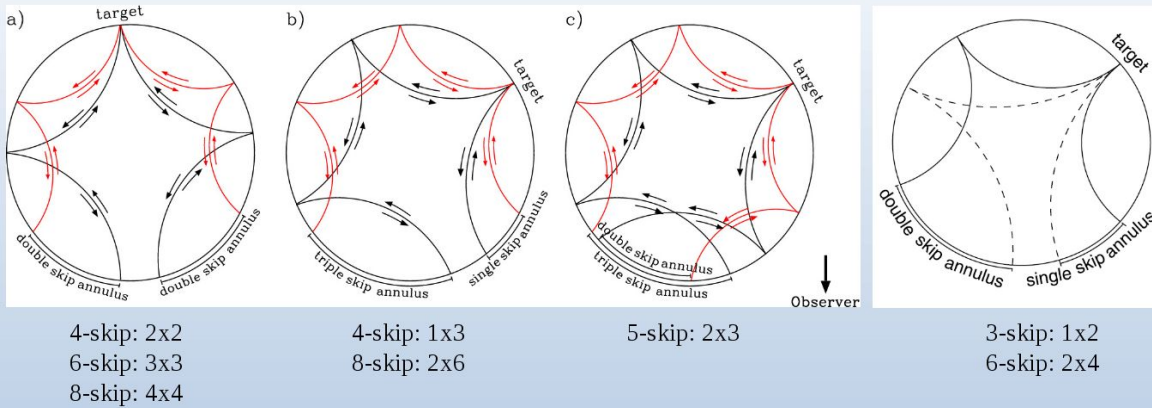 a)
target
double skip annulus
double skip annulus
b)
target
triple skip annulus
single skip annulus
c)
target
double skip annulus
triple skip annulus
Observer
target
double skip annulus
single skip annulus
4-skip: 2x2
6-skip: 3x3
8-skip: 4x4
4-skip: 1x3
8-skip: 2x6
5-skip: 2x3
3-skip: 1x2
6-skip: 2x4